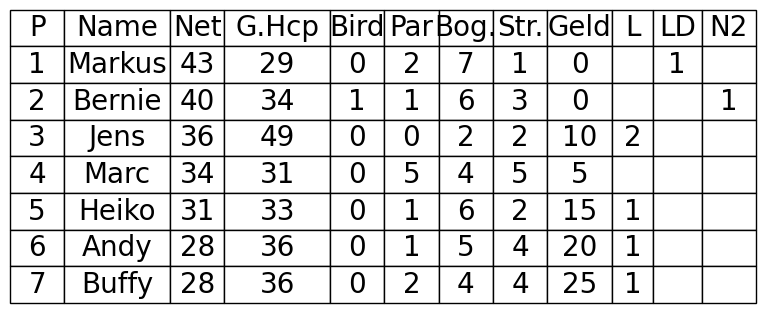 P Name Net G.Hcp Bird Par Bog. Str. Geld L LD N2
1 Markus 43 29 0 2 7 1 0 1
2 Bernie 40 34 1 1 6 3 0 1
3 Jens 36 49 0 0 2 2 10 2
4 Marc 34 31 0 5 4 5 5
5 Heiko 31 33 0 1 6 2 15 1
6 Andy 28 36 0 1 5 4 20 1
7 Buffy 28 36 0 2 4 4 25 1